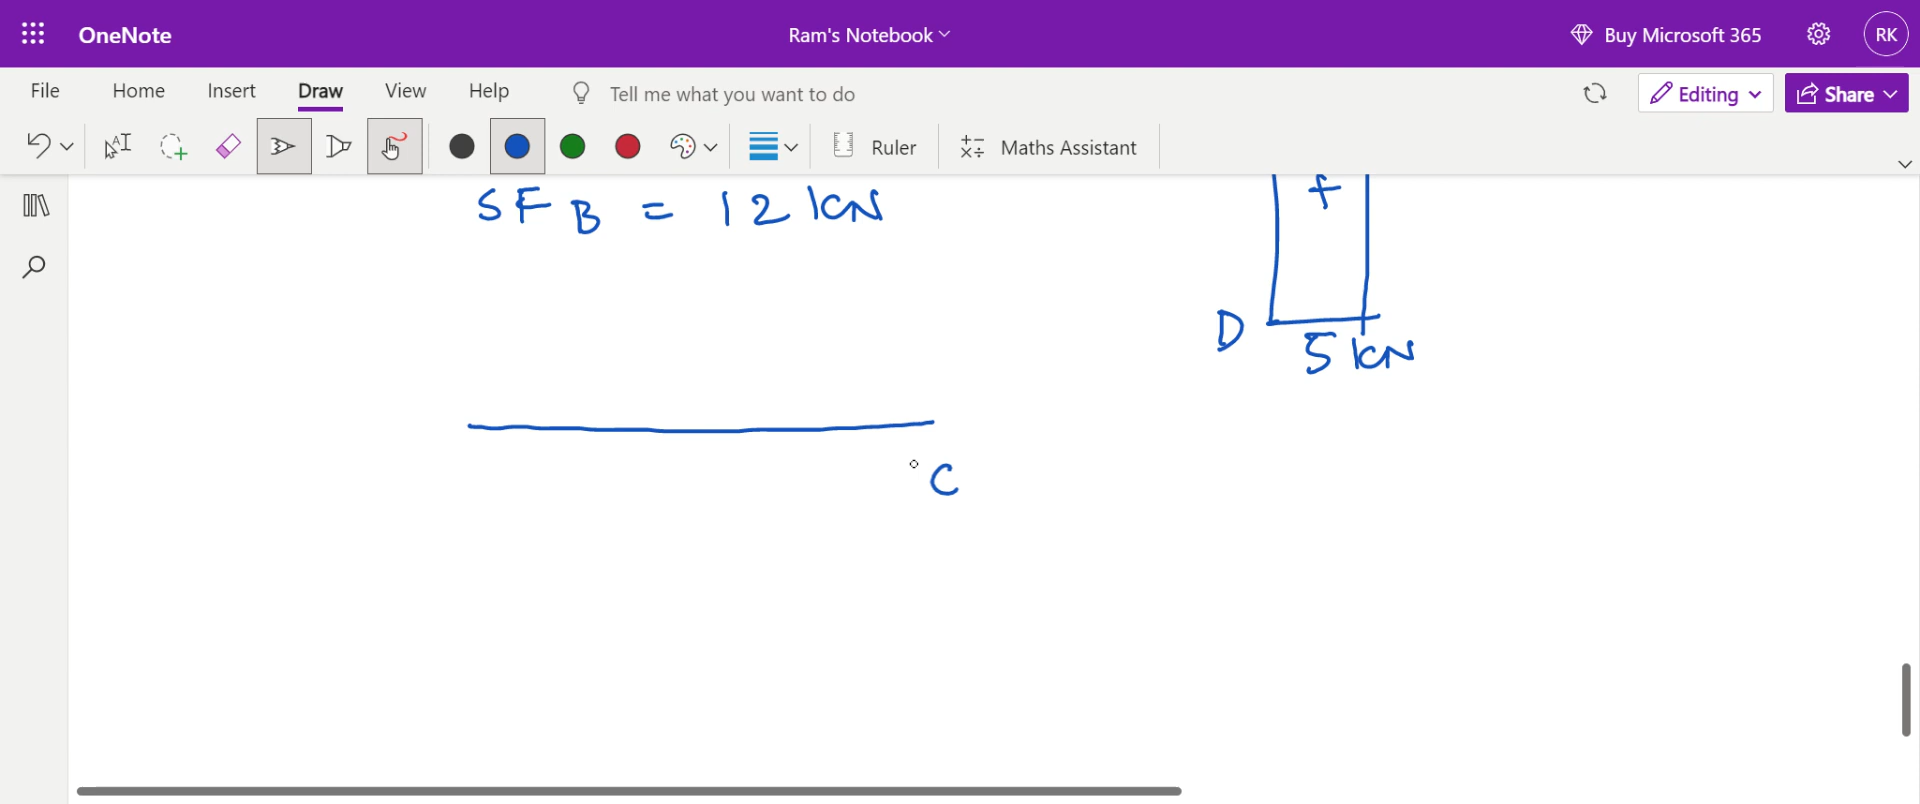 OneNote
Ram's Notebook
Buy Microsoft 365
RK
File Home Insert Draw View Help Tell me what you want to do
Editing
Share
Ruler
Maths Assistant
SF B = 12 kN
+
D
5 kN
C